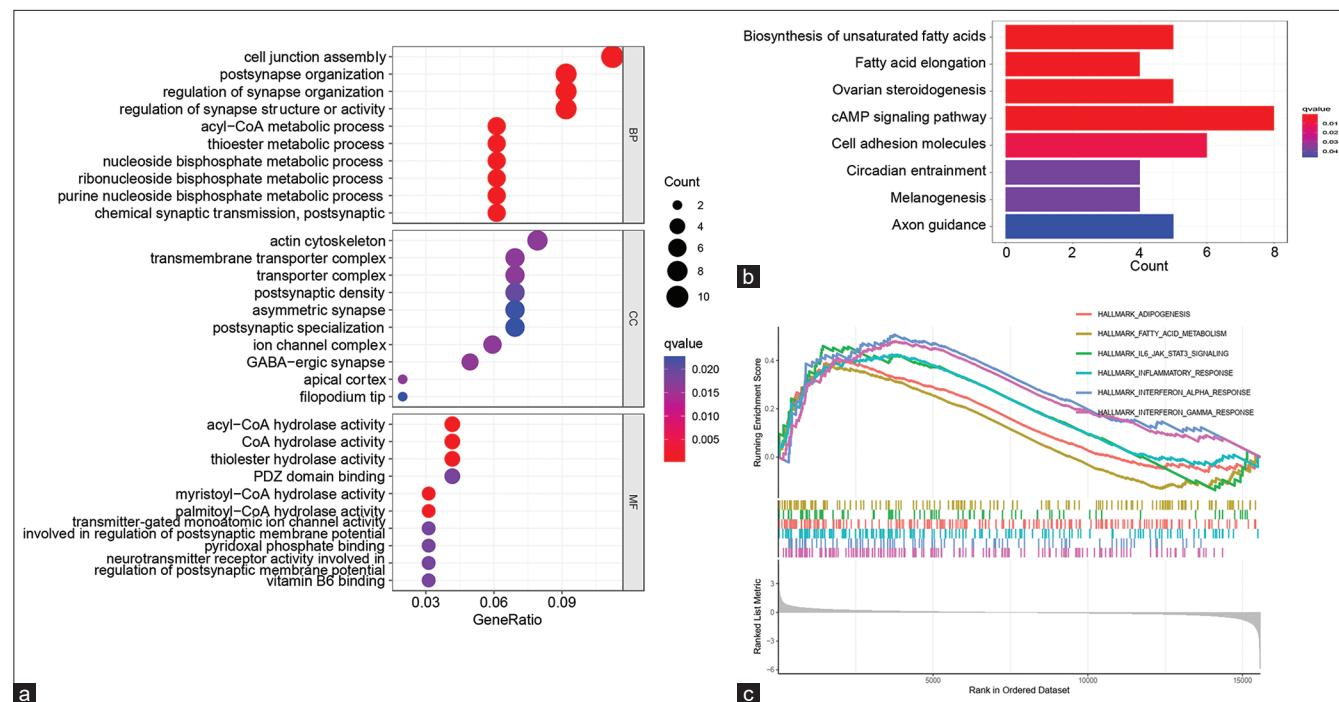 cell junction assembly
postsynapse organization
regulation of synapse organization
regulation of synapse structure or activity
acyl−CoA metabolic process
thioester metabolic process
nucleoside bisphosphate metabolic process
ribonucleoside bisphosphate metabolic process
purine nucleoside bisphosphate metabolic process
chemical synaptic transmission, postsynaptic
BP
actin cytoskeleton
transmembrane transporter complex
transporter complex
postsynaptic density
asymmetric synapse
postsynaptic specialization
ion channel complex
GABA−ergic synapse
apical cortex
filopodium tip
CC
acyl−CoA hydrolase activity
CoA hydrolase activity
thiolester hydrolase activity
PDZ domain binding
myristoyl−CoA hydrolase activity
palmitoyl−CoA hydrolase activity
transmitter−gated monoatomic ion channel activity
involved in regulation of postsynaptic membrane potential
pyridoxal phosphate binding
neurotransmitter receptor activity involved in
regulation of postsynaptic membrane potential
vitamin B6 binding
MF
0.03 0.06 0.09
GeneRatio
Count
2
4
6
8
10
qvalue
0.020
0.015
0.010
0.005
a
Biosynthesis of unsaturated fatty acids
Fatty acid elongation
Ovarian steroidogenesis
cAMP signaling pathway
Cell adhesion molecules
Circadian entrainment
Melanogenesis
Axon guidance
0 2 4 6 8
Count
qvalue
0.01
0.02
0.03
0.04
b
HALLMARK_ADIPOGENESIS
HALLMARK_FATTY_ACID_METABOLISM
HALLMARK_IL6_JAK_STAT3_SIGNALING
HALLMARK_INFLAMMATORY_RESPONSE
HALLMARK_INTERFERON_ALPHA_RESPONSE
HALLMARK_INTERFERON_GAMMA_RESPONSE
Running Enrichment Score
0.4
0.2
0.0
Ranked List Metric
3
0
−3
−6
5000 10000 15000
Rank in Ordered Dataset
c